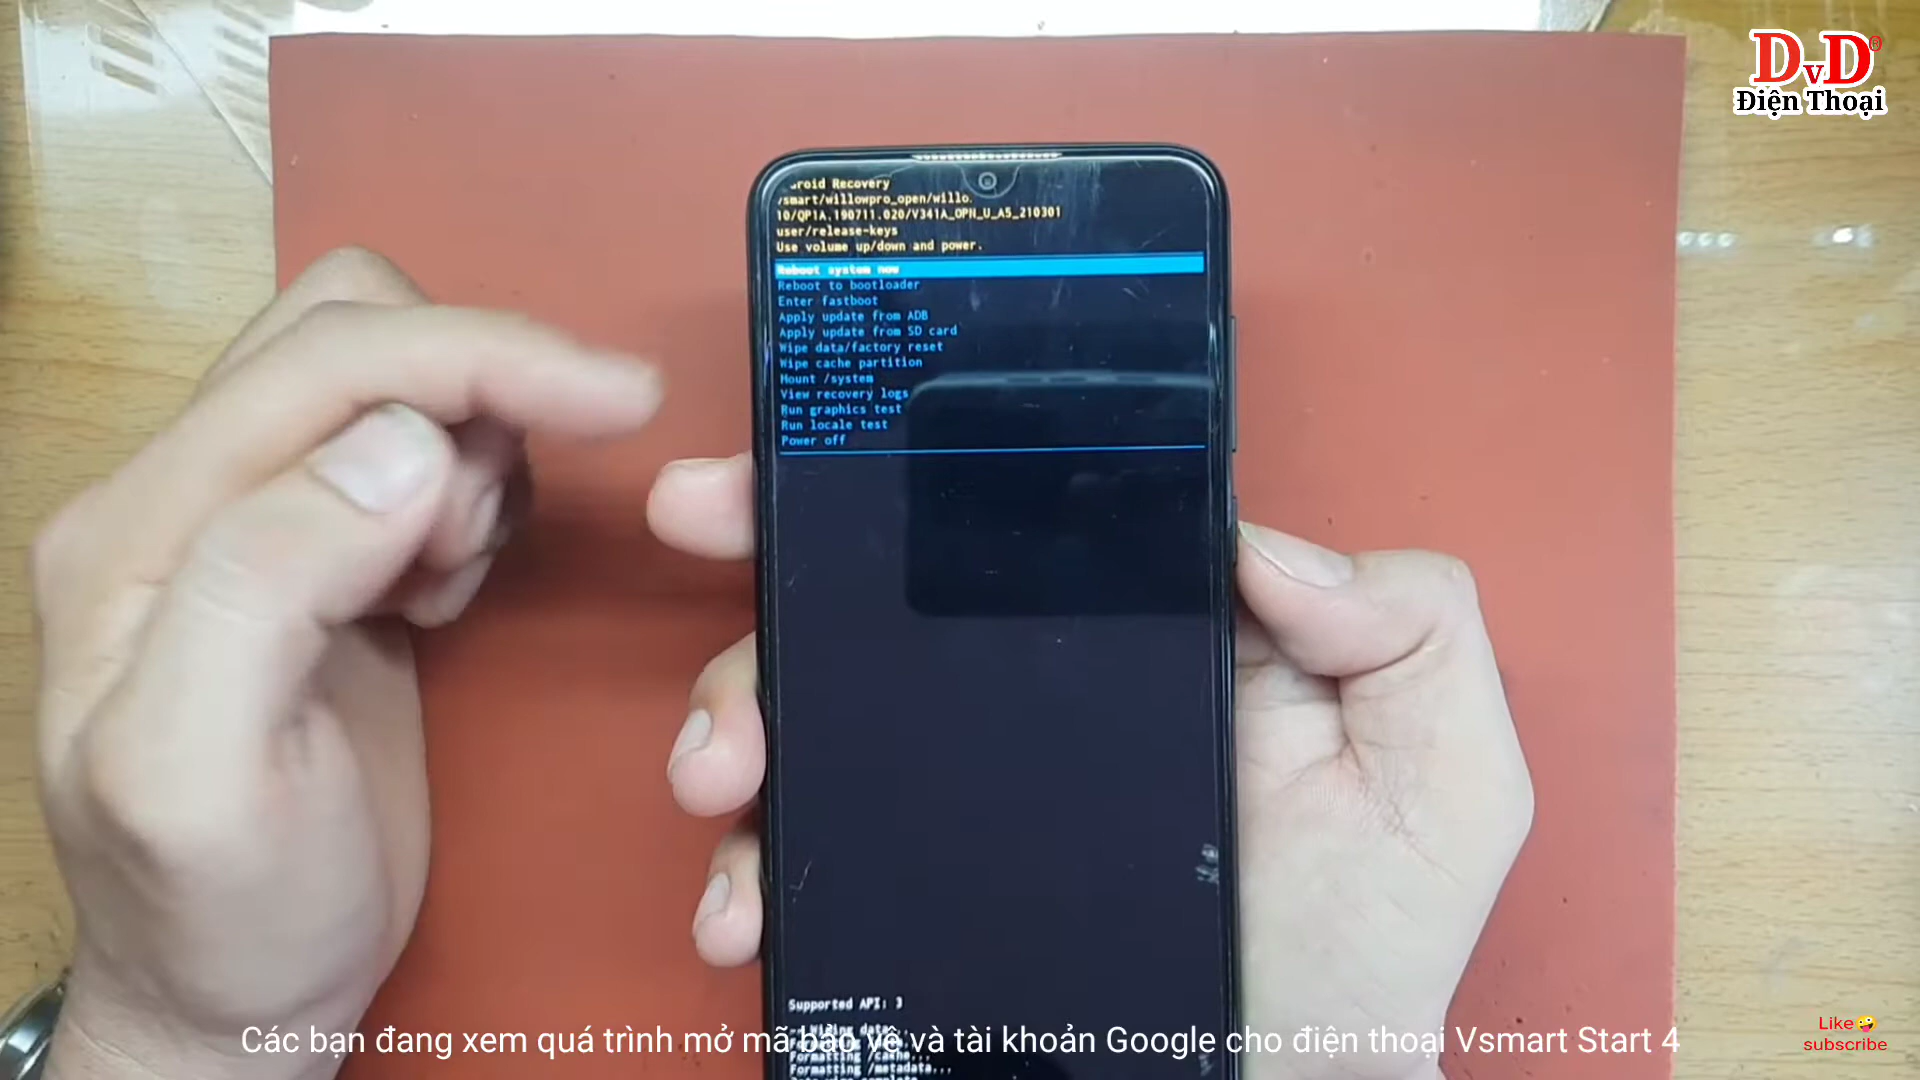 DvD®
Điện Thoại
Recovery
10/QP1A.190711.020/V341A_OPN_U_A5_210301
user/release-keys
Use volume up/down and power.
Reboot system now
Reboot to bootloader
Enter fastboot
Apply update from ADB
Apply update from SD card
Wipe data/factory reset
Wipe cache partition
Mount /system
View recovery logs
Run graphics test
Run locale test
Power off
Supported API: 3
Các bạn đang xem quá trình mở mã bảo vệ và tài khoản Google cho điện thoại Vsmart Start 4
Formatting /cache...
Formatting /metadata...
Like🤪
subscribe